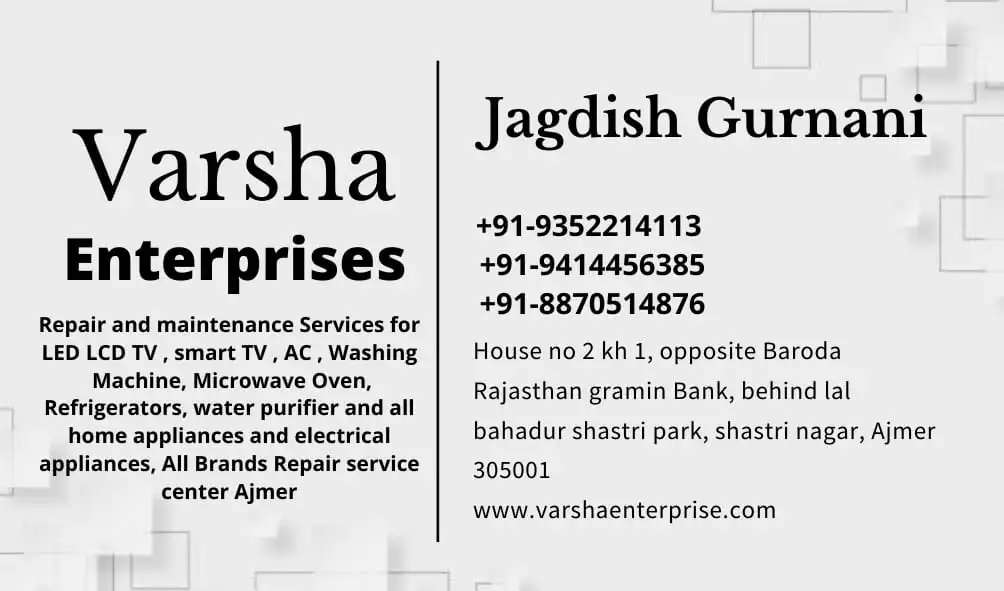 Varsha
Enterprises
Repair and maintenance Services for
LED LCD TV , smart TV , AC , Washing
Machine, Microwave Oven,
Refrigerators, water purifier and all
home appliances and electrical
appliances, All Brands Repair service
center Ajmer
Jagdish Gurnani
+91-9352214113
+91-9414456385
+91-8870514876
House no 2 kh 1, opposite Baroda
Rajasthan gramin Bank, behind lal
bahadur shastri park, shastri nagar, Ajmer
305001
www.varshaenterprise.com